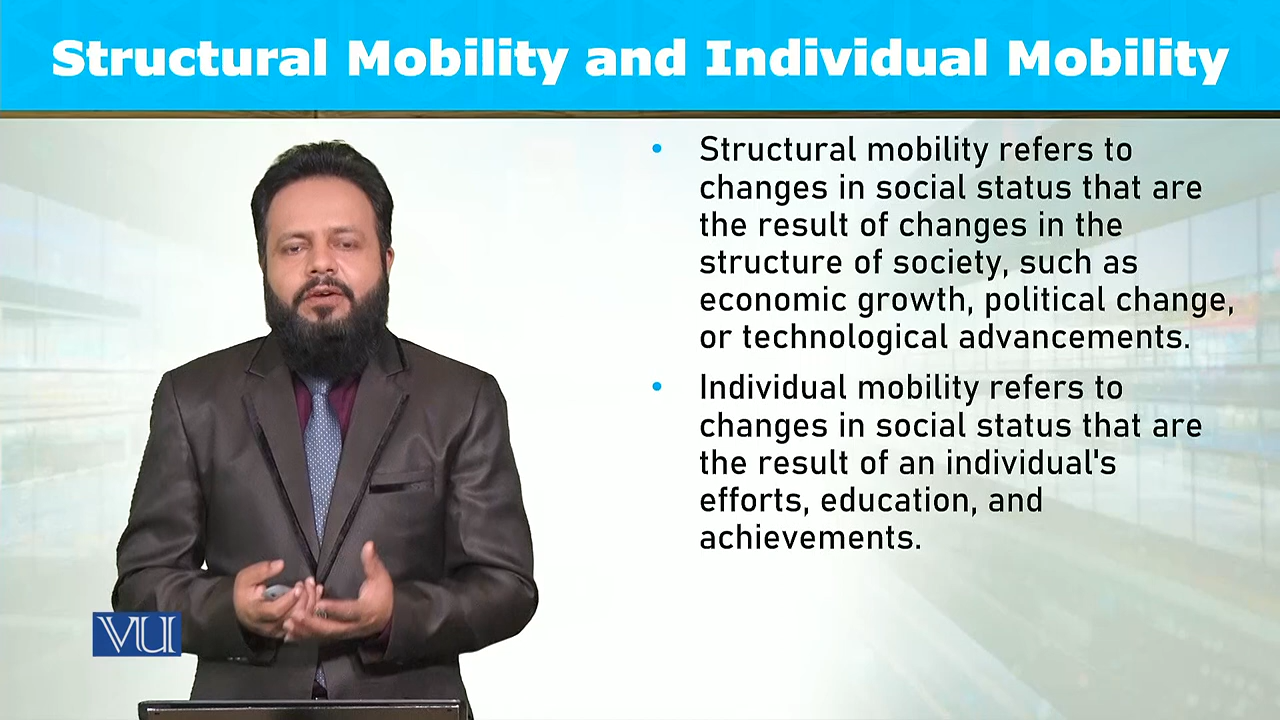 Structural Mobility and Individual Mobility
• Structural mobility refers to
changes in social status that are
the result of changes in the
structure of society, such as
economic growth, political change,
or technological advancements.
• Individual mobility refers to
changes in social status that are
the result of an individual's
efforts, education, and
achievements.
VU